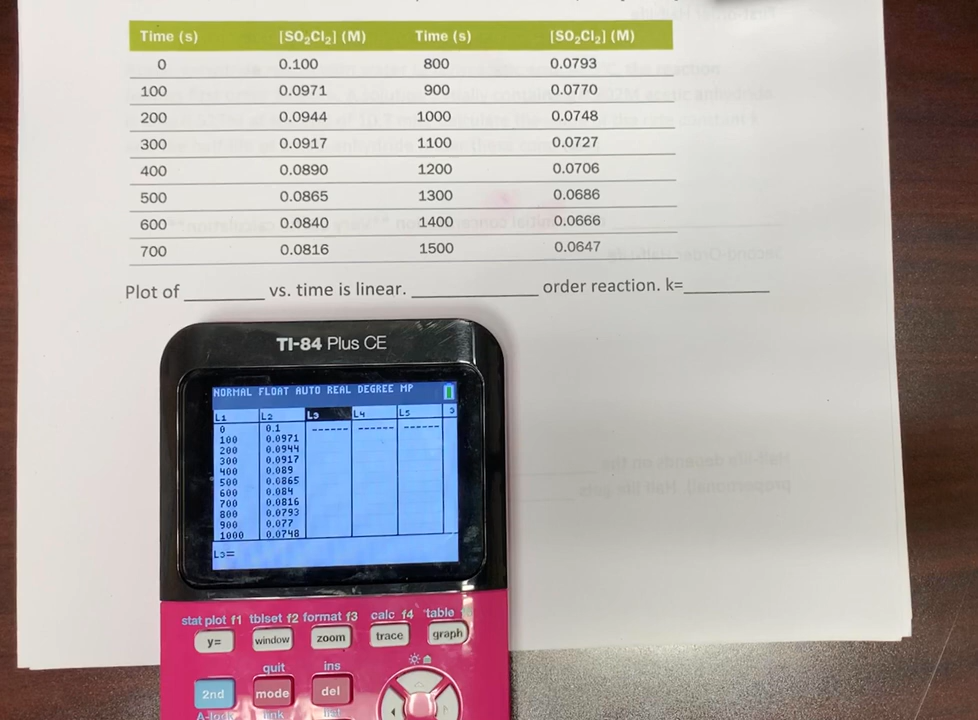 Time (s) [SO₂Cl₂] (M) Time (s) [SO₂Cl₂] (M)
0 0.100 800 0.0793
100 0.0971 900 0.0770
200 0.0944 1000 0.0748
300 0.0917 1100 0.0727
400 0.0890 1200 0.0706
500 0.0865 1300 0.0686
600 0.0840 1400 0.0666
700 0.0816 1500 0.0647
Plot of ________ vs. time is linear. ____________ order reaction. k=________
TI-84 Plus CE
NORMAL FLOAT AUTO REAL DEGREE MP
L1 L2 L3 L4 L5 3
0 0.1 ------ ------ ------
100 0.0971
200 0.0944
300 0.0917
400 0.089
500 0.0865
600 0.084
700 0.0816
800 0.0793
900 0.077
1000 0.0748
L3=
stat plot f1 tblset f2 format f3 calc f4 table
y= window zoom trace graph
quit ins
2nd mode del
A-lock link list